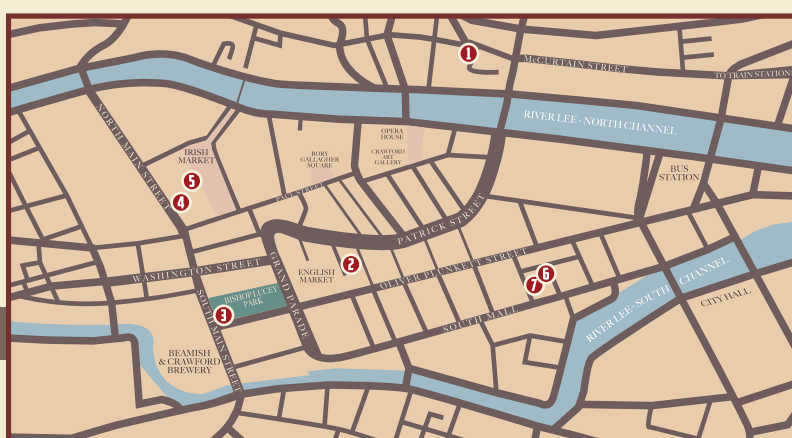 1
McCURTAIN STREET
TO TRAIN STATION
NORTH MAIN STREET
RIVER LEE - NORTH CHANNEL
OPERA
HOUSE
CRAWFORD
ART
GALLERY
RORY
GALLAGHER
SQUARE
IRISH
MARKET
BUS
STATION
5
4
PATRICK STREET
WASHINGTON STREET
GRAND PARADE
ENGLISH
MARKET
2
OLIVER PLUNKETT STREET
6
7
RIVER LEE - SOUTH CHANNEL
CITY HALL
BISHOP LUCEY
PARK
3
SOUTH MALL
SOUTH MAIN STREET
BEAMISH
& CRAWFORD
BREWERY